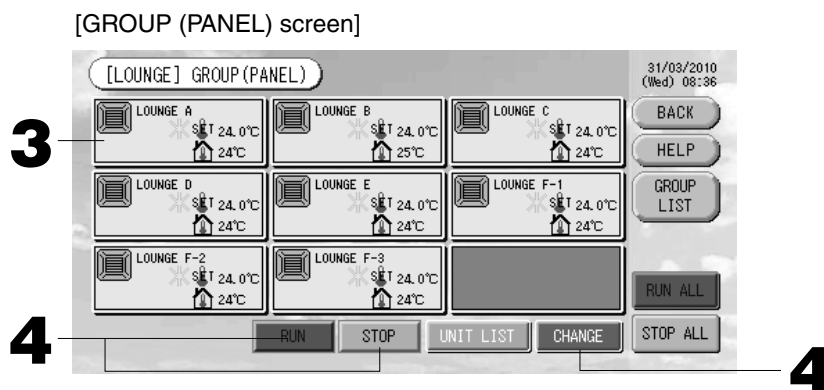 [GROUP (PANEL) screen]
[LOUNGE] GROUP(PANEL)
31/03/2010
(Wed) 08:36
3
LOUNGE A
SET 24.0℃
24℃
LOUNGE B
SET 24.0℃
25℃
LOUNGE C
SET 24.0℃
24℃
BACK
HELP
LOUNGE D
SET 24.0℃
24℃
LOUNGE E
SET 24.0℃
24℃
LOUNGE F-1
SET 24.0℃
24℃
GROUP
LIST
LOUNGE F-2
SET 24.0℃
24℃
LOUNGE F-3
SET 24.0℃
24℃
RUN ALL
4
RUN
STOP
UNIT LIST
CHANGE
STOP ALL
4